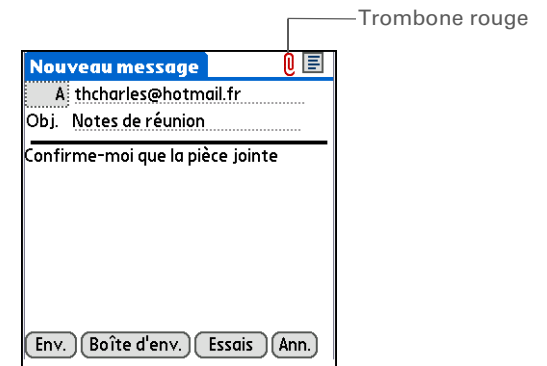 Trombone rouge
Nouveau message
A thcharles@hotmail.fr
Obj. Notes de réunion
Confirme-moi que la pièce jointe
Env. Boîte d'env. Essais Ann.